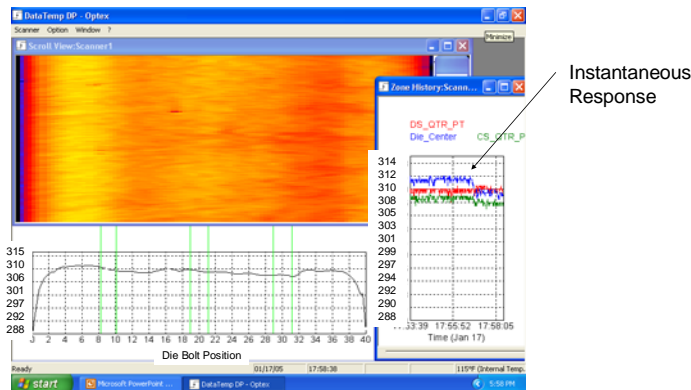 DataTemp DP - Optex
Scanner Option Window ?
Minimize
Scroll View:Scanner1
Zone History:Scann...
Instantaneous
Response
DS_QTR_PT
Die_Center CS_QTR_P
314
312
310
308
305
303
301
299
297
294
292
290
288
17:55:52 17:58:05
Time (Jan 17)
315
310
306
301
297
292
288
2 4 6 8 10 12 14 16 18 20 22 24 26 28 30 32 34 36 38 40
Die Bolt Position
Ready 01/17/05 17:58:38 115°F (Internal Temp.
start Microsoft PowerPoint ... DataTemp DP - Optex 5:58 PM